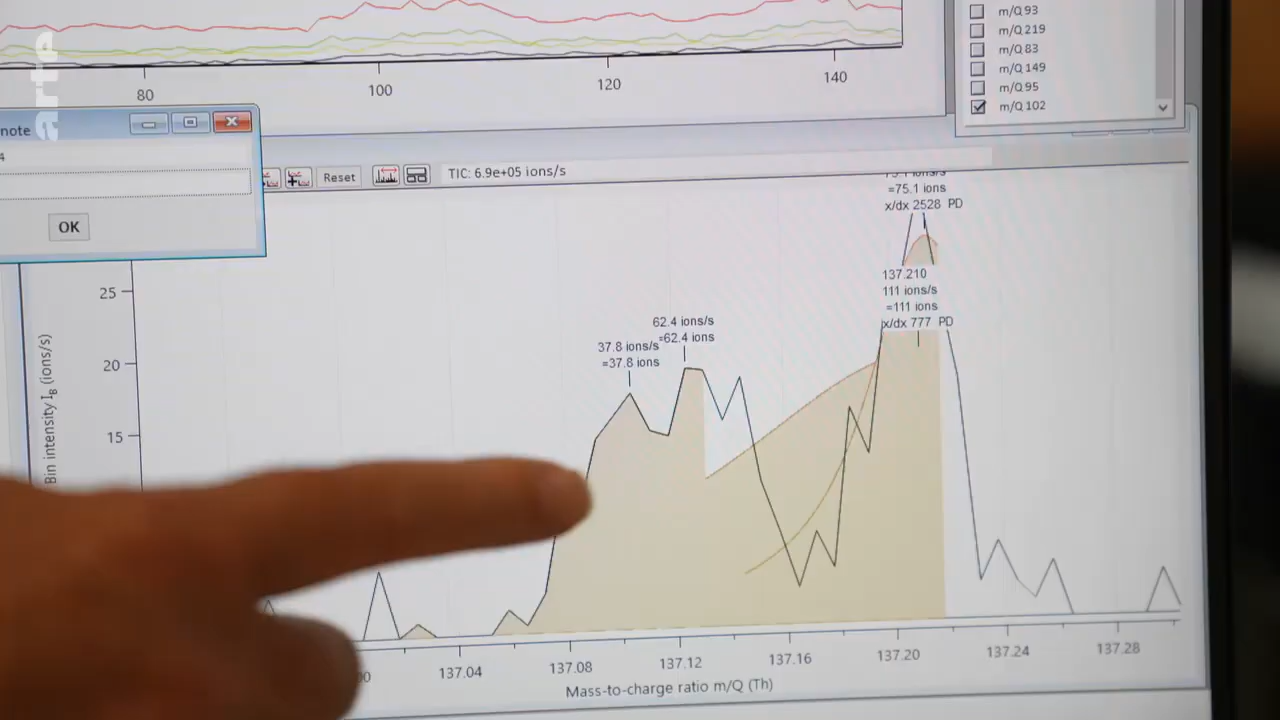 arte
m/Q 93
m/Q 219
m/Q 83
m/Q 149
m/Q 95
m/Q 102
80
100
120
140
note
4
OK
Reset
TIC: 6.9e+05 ions/s
=75.1 ions
x/dx 2528 PD
137.210
111 ions/s
=111 ions
x/dx 777 PD
62.4 ions/s
=62.4 ions
37.8 ions/s
=37.8 ions
25
20
15
Bin intensity IB (ions/s)
137.04
137.08
137.12
137.16
137.20
137.24
137.28
Mass-to-charge ratio m/Q (Th)